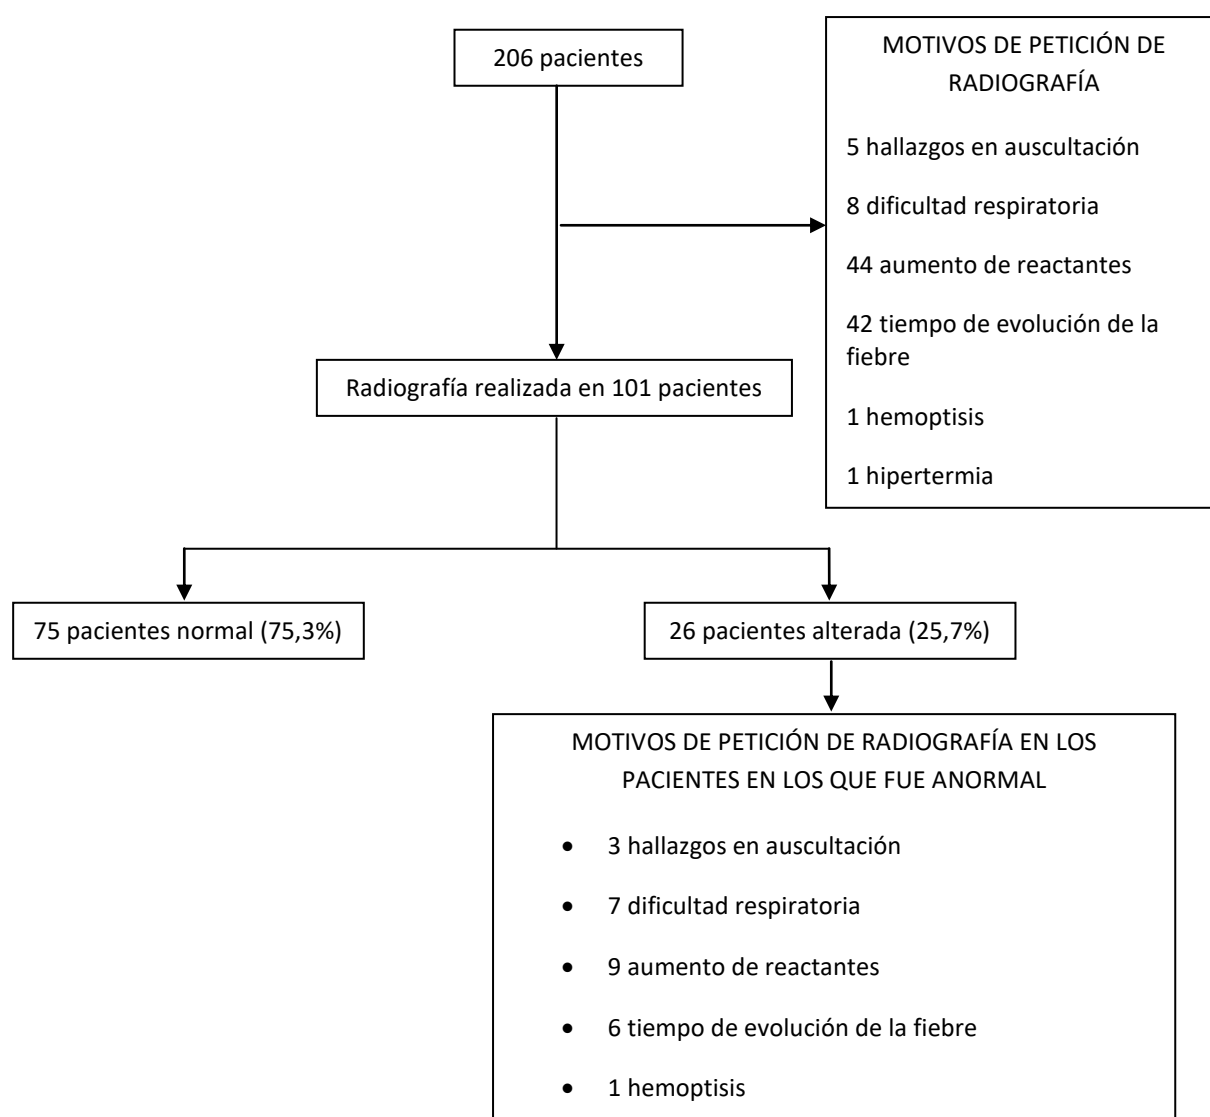 206 pacientes
MOTIVOS DE PETICIÓN DE
RADIOGRAFÍA
5 hallazgos en auscultación
8 dificultad respiratoria
44 aumento de reactantes
42 tiempo de evolución de la
fiebre
1 hemoptisis
1 hipertermia
Radiografía realizada en 101 pacientes
75 pacientes normal (75,3%)
26 pacientes alterada (25,7%)
MOTIVOS DE PETICIÓN DE RADIOGRAFÍA EN LOS
PACIENTES EN LOS QUE FUE ANORMAL
• 3 hallazgos en auscultación
• 7 dificultad respiratoria
• 9 aumento de reactantes
• 6 tiempo de evolución de la fiebre
• 1 hemoptisis